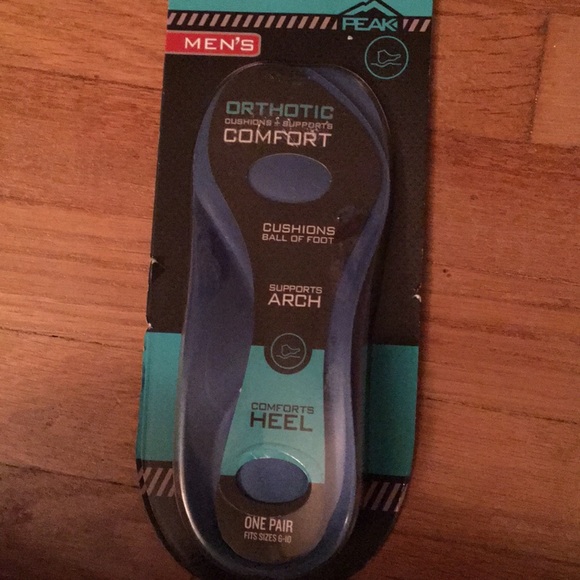 PEAK
MEN'S
ORTHOTIC
CUSHIONS + SUPPORTS
COMFORT
CUSHIONS
BALL OF FOOT
SUPPORTS
ARCH
COMFORTS
HEEL
ONE PAIR
FITS SIZES 6-10